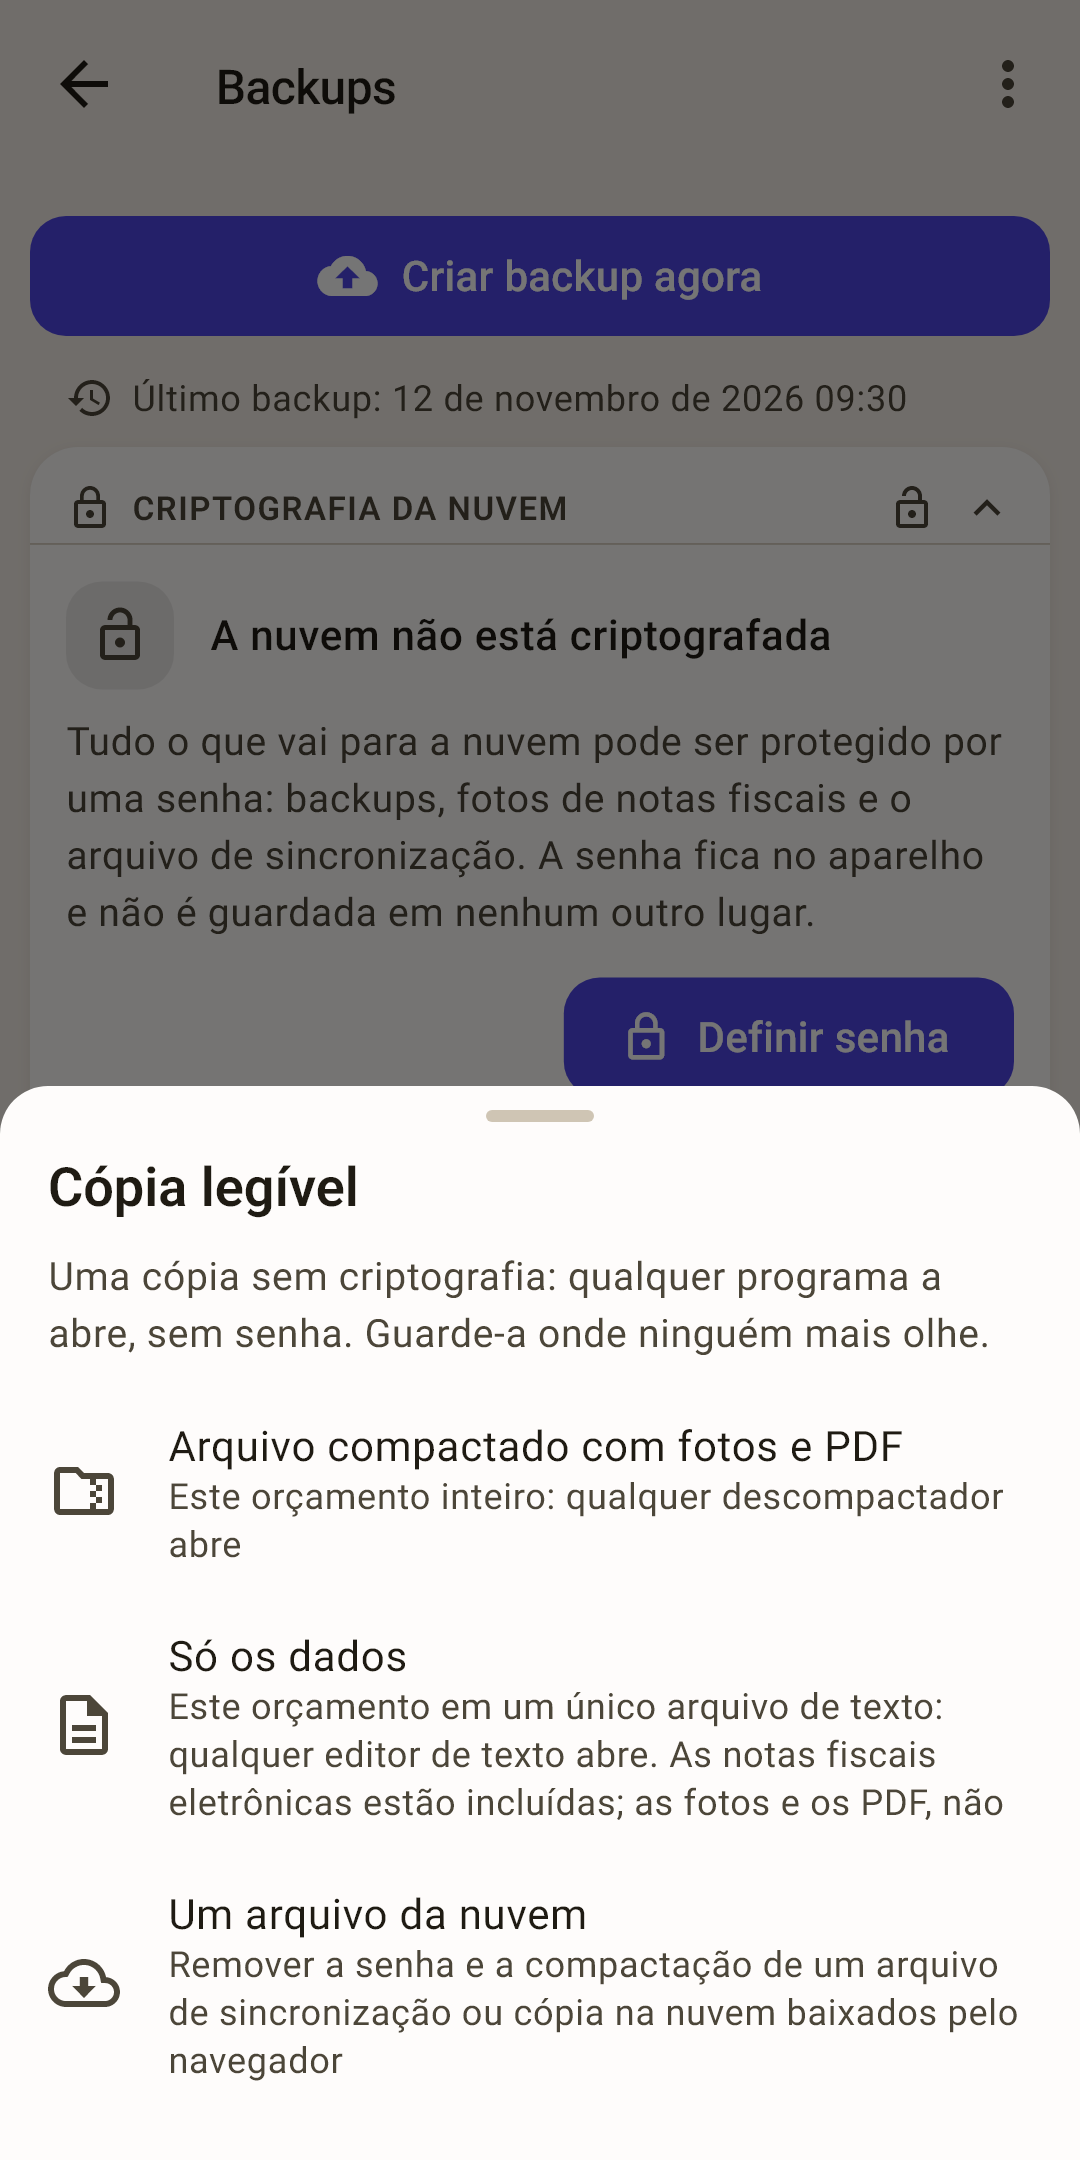 Backups
Criar backup agora
Último backup: 12 de novembro de 2026 09:30
CRIPTOGRAFIA DA NUVEM
A nuvem não está criptografada
Tudo o que vai para a nuvem pode ser protegido por
uma senha: backups, fotos de notas fiscais e o
arquivo de sincronização. A senha fica no aparelho
e não é guardada em nenhum outro lugar.
Definir senha
Cópia legível
Uma cópia sem criptografia: qualquer programa a
abre, sem senha. Guarde-a onde ninguém mais olhe.
Arquivo compactado com fotos e PDF
Este orçamento inteiro: qualquer descompactador
abre
Só os dados
Este orçamento em um único arquivo de texto:
qualquer editor de texto abre. As notas fiscais
eletrônicas estão incluídas; as fotos e os PDF, não
Um arquivo da nuvem
Remover a senha e a compactação de um arquivo
de sincronização ou cópia na nuvem baixados pelo
navegador